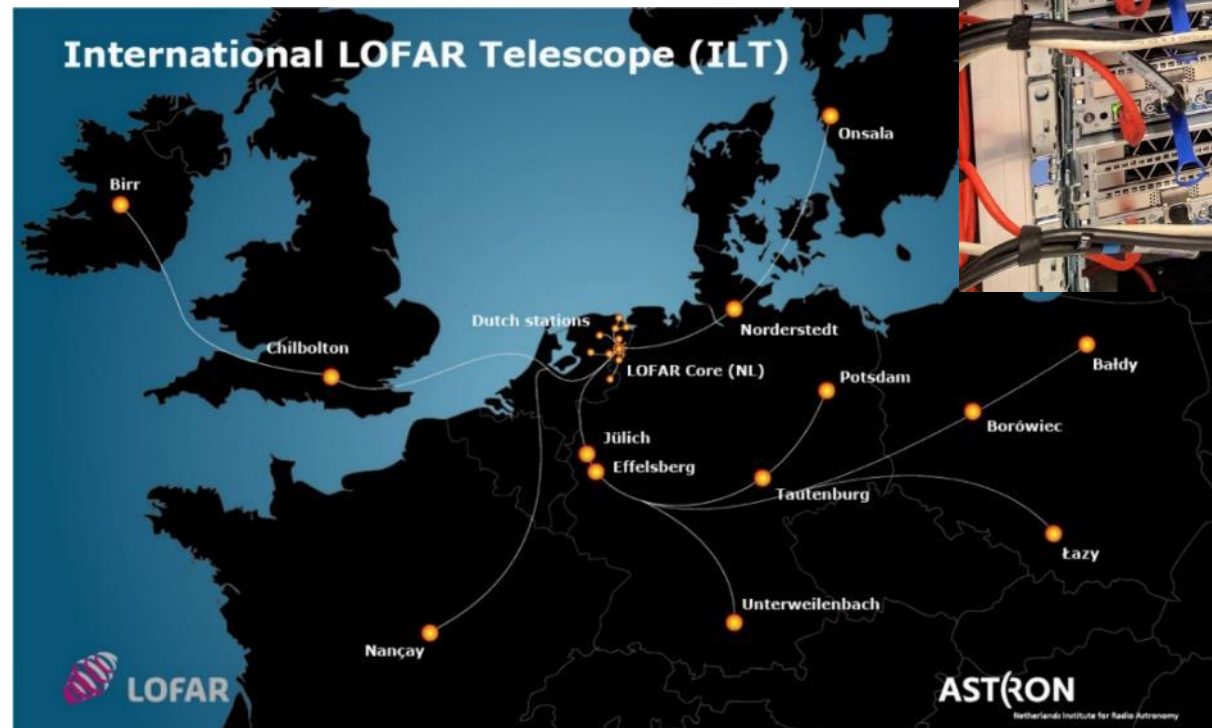 International LOFAR Telescope (ILT)
Onsala
Birr
Dutch stations
Norderstedt
Chilbolton
LOFAR Core (NL)
Bałdy
Potsdam
Borówiec
Jülich
Effelsberg
Tautenburg
Łazy
Unterweilenbach
Nançay
LOFAR
ASTRON
Netherlands Institute for Radio Astronomy